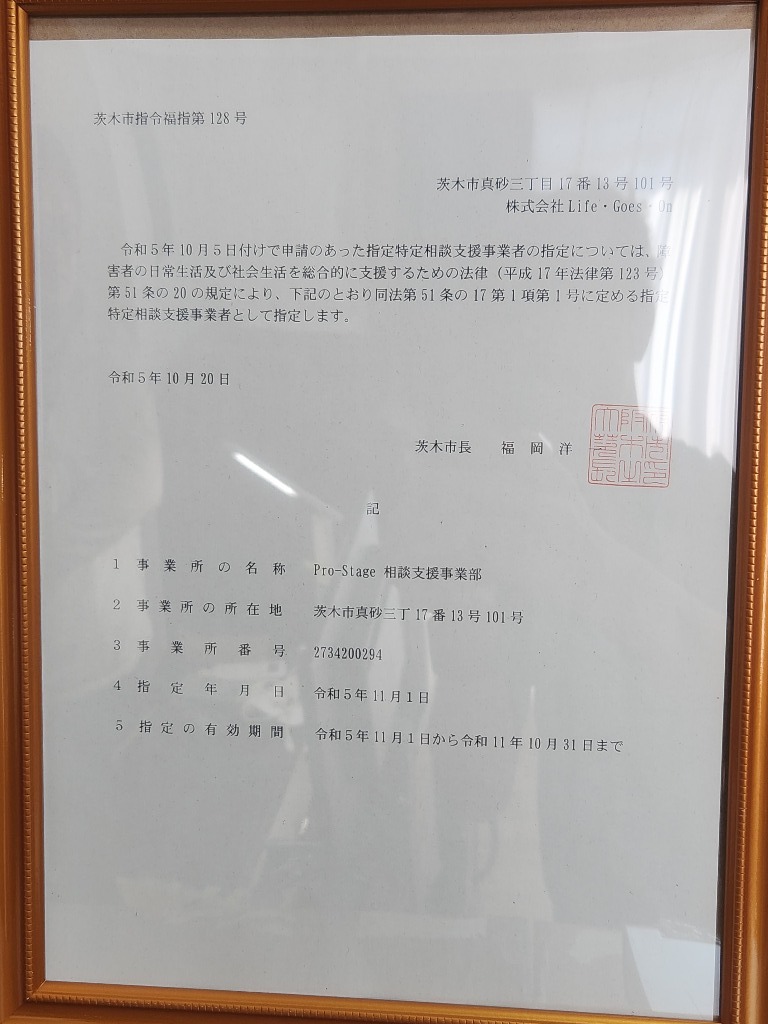 茨木市指令福指第128号
茨木市真砂三丁目17番13号101号
株式会社Life・Goes・On
令和5年10月5日付けで申請のあった指定特定相談支援事業者の指定については、障
害者の日常生活及び社会生活を総合的に支援するための法律（平成17年法律第123号）
第51条の20の規定により、下記のとおり同法第51条の17第1項第1号に定める指定
特定相談支援事業者として指定します。
令和5年10月20日
茨木市長 福岡洋
記
1 事業所の名称 Pro-Stage 相談支援事業部
2 事業所の所在地 茨木市真砂三丁17番13号101号
3 事業所番号 2734200294
4 指定年月日 令和5年11月1日
5 指定の有効期間 令和5年11月1日から令和11年10月31日まで